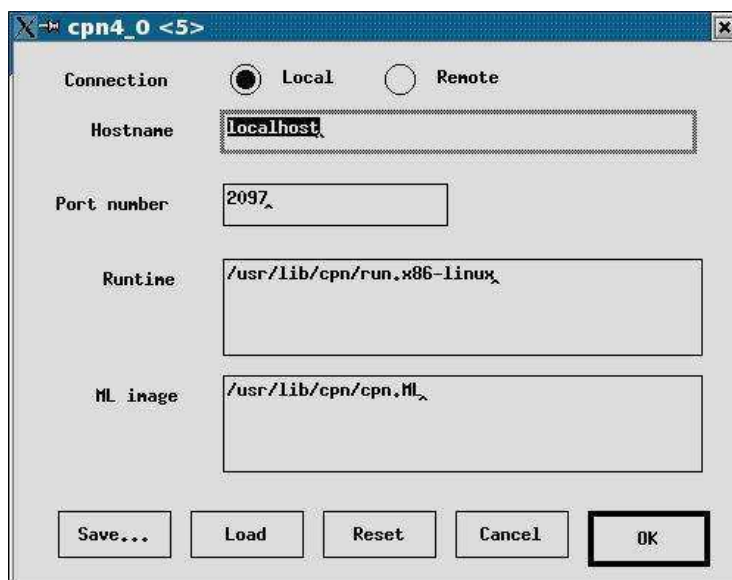 cpn4_0 <5>
Connection Local Remote
Hostname localhost
Port number 2097
Runtime /usr/lib/cpn/run.x86-linux
ML image /usr/lib/cpn/cpn.ML
Save... Load Reset Cancel OK